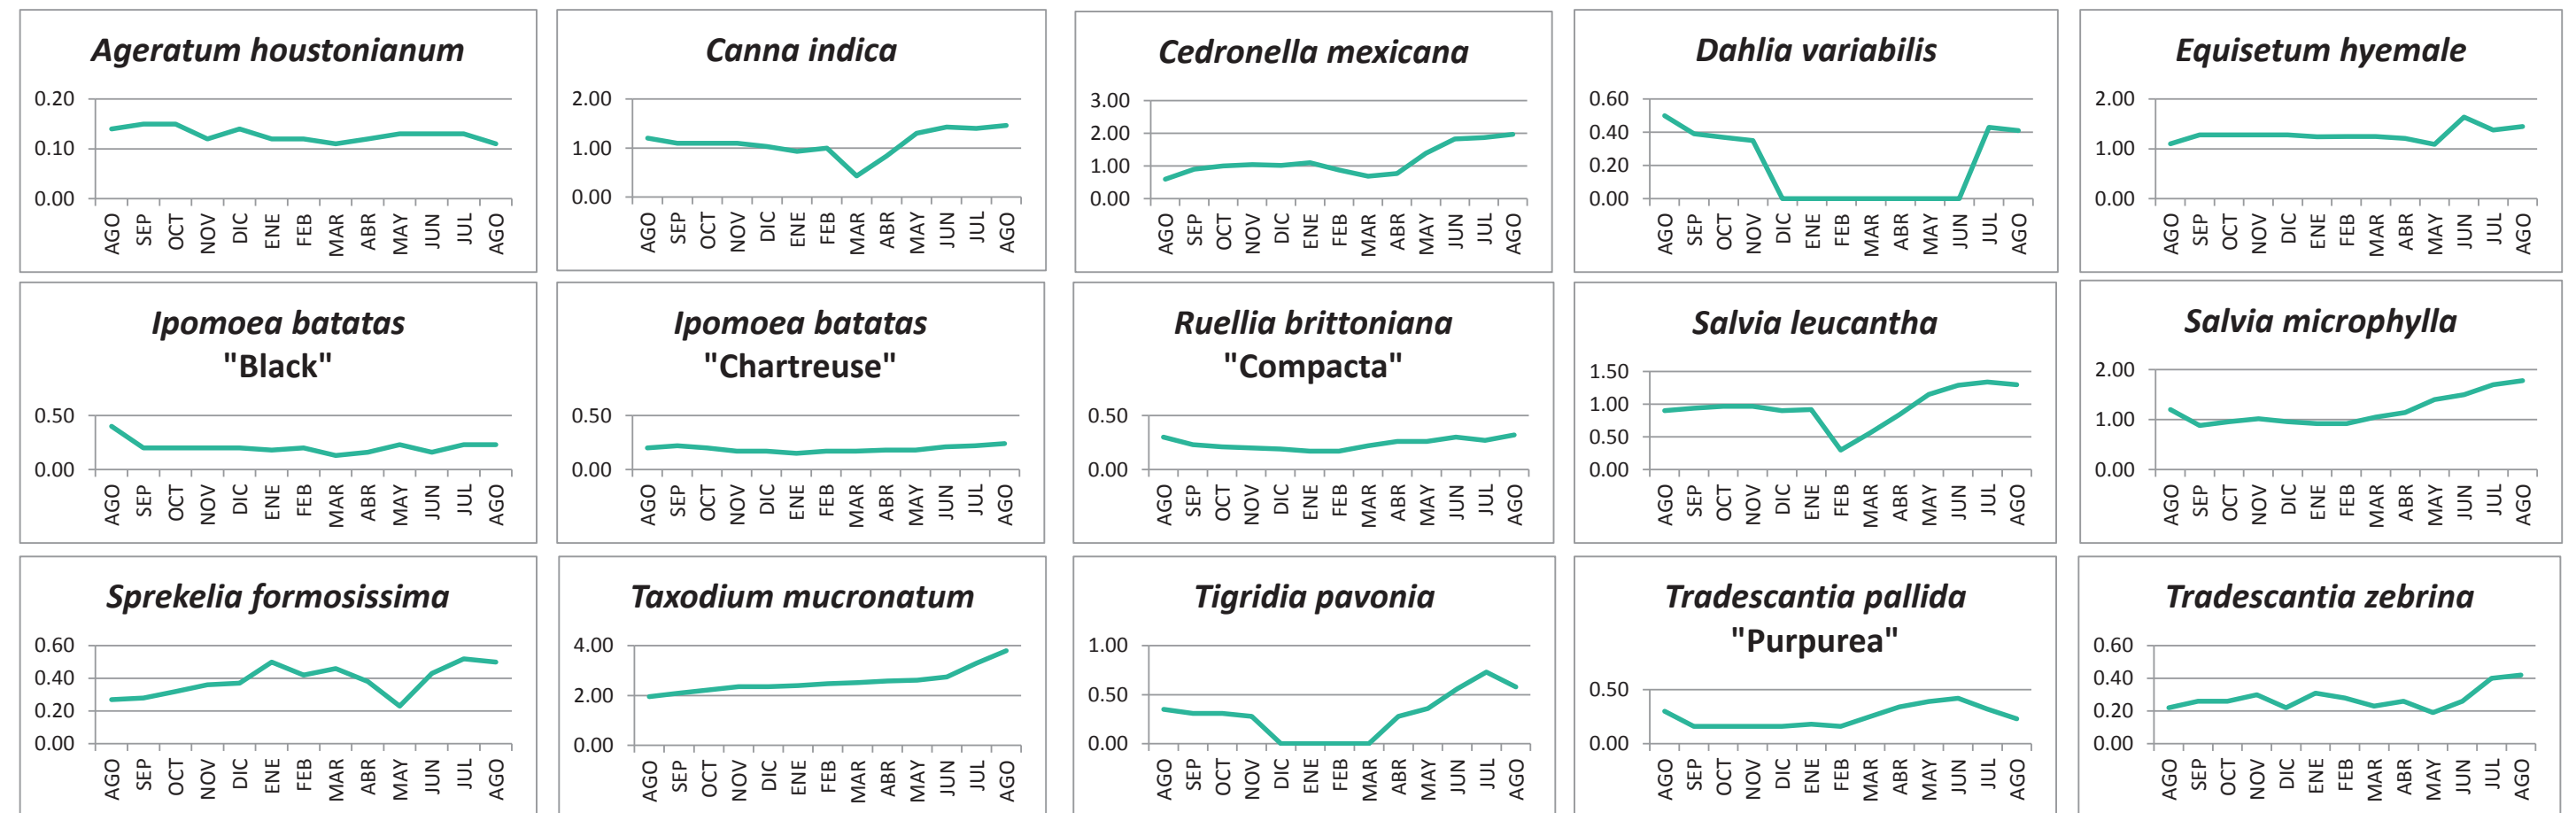 Ageratum houstonianum
0.20
0.10
0.00
AGO SEP OCT NOV DIC ENE FEB MAR ABR MAY JUN JUL AGO
Canna indica
2.00
1.00
0.00
AGO SEP OCT NOV DIC ENE FEB MAR ABR MAY JUN JUL AGO
Cedronella mexicana
3.00
2.00
1.00
0.00
AGO SEP OCT NOV DIC ENE FEB MAR ABR MAY JUN JUL AGO
Dahlia variabilis
0.60
0.40
0.20
0.00
AGO SEP OCT NOV DIC ENE FEB MAR ABR MAY JUN JUL AGO
Equisetum hyemale
2.00
1.00
0.00
AGO SEP OCT NOV DIC ENE FEB MAR ABR MAY JUN JUL AGO
Ipomoea batatas
"Black"
0.50
0.00
AGO SEP OCT NOV DIC ENE FEB MAR ABR MAY JUN JUL AGO
Ipomoea batatas
"Chartreuse"
0.50
0.00
AGO SEP OCT NOV DIC ENE FEB MAR ABR MAY JUN JUL AGO
Ruellia brittoniana
"Compacta"
0.50
0.00
AGO SEP OCT NOV DIC ENE FEB MAR ABR MAY JUN JUL AGO
Salvia leucantha
1.50
1.00
0.50
0.00
AGO SEP OCT NOV DIC ENE FEB MAR ABR MAY JUN JUL AGO
Salvia microphylla
2.00
1.00
0.00
AGO SEP OCT NOV DIC ENE FEB MAR ABR MAY JUN JUL AGO
Sprekelia formosissima
0.60
0.40
0.20
0.00
AGO SEP OCT NOV DIC ENE FEB MAR ABR MAY JUN JUL AGO
Taxodium mucronatum
4.00
2.00
0.00
AGO SEP OCT NOV DIC ENE FEB MAR ABR MAY JUN JUL AGO
Tigridia pavonia
1.00
0.50
0.00
AGO SEP OCT NOV DIC ENE FEB MAR ABR MAY JUN JUL AGO
Tradescantia pallida
"Purpurea"
0.50
0.00
AGO SEP OCT NOV DIC ENE FEB MAR ABR MAY JUN JUL AGO
Tradescantia zebrina
0.60
0.40
0.20
0.00
AGO SEP OCT NOV DIC ENE FEB MAR ABR MAY JUN JUL AGO